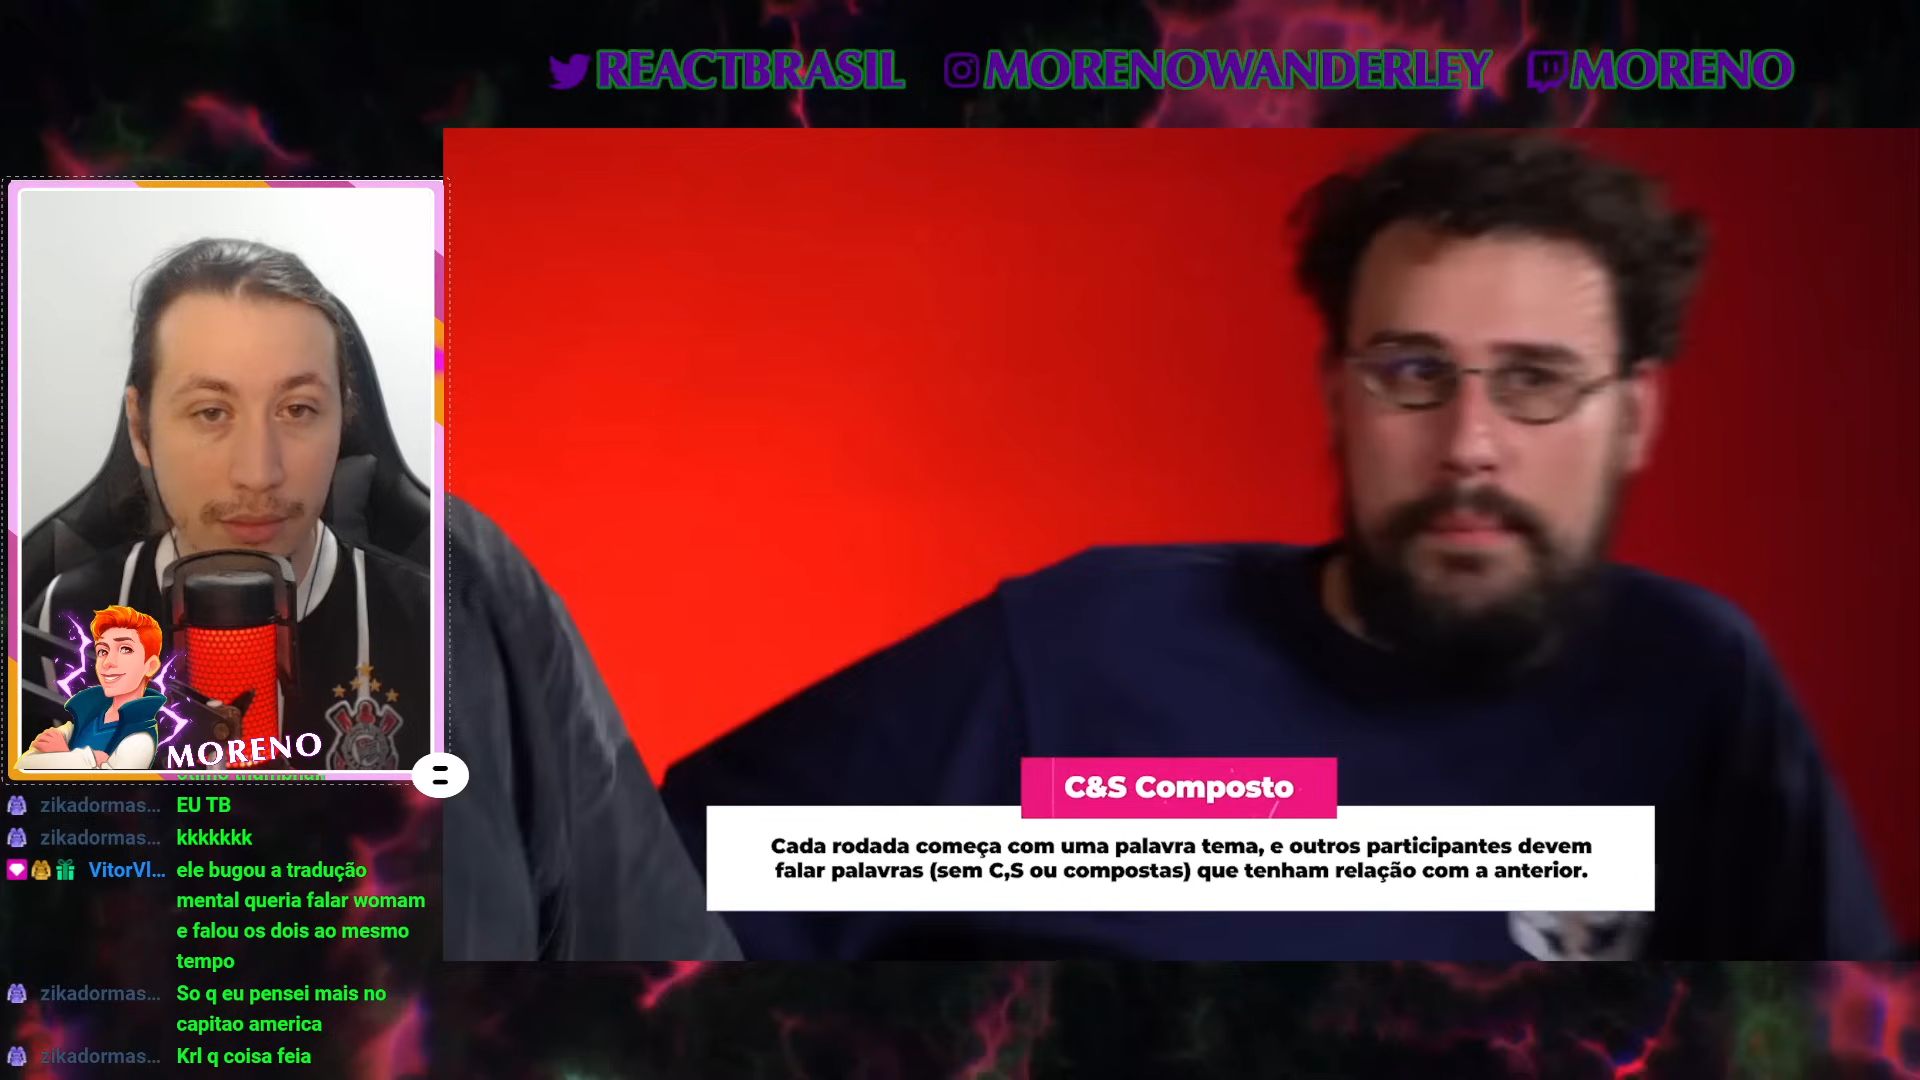 REACTBRASIL MORENOWANDERLEY MORENO
C&S Composto
Cada rodada começa com uma palavra tema, e outros participantes devem
falar palavras (sem C,S ou compostas) que tenham relação com a anterior.
MORENO
zikadormas... EU TB
zikadormas... kkkkkkk
VitorVl... ele bugou a tradução
mental queria falar womam
e falou os dois ao mesmo
tempo
zikadormas... So q eu pensei mais no
capitao america
zikadormas... Krl q coisa feia